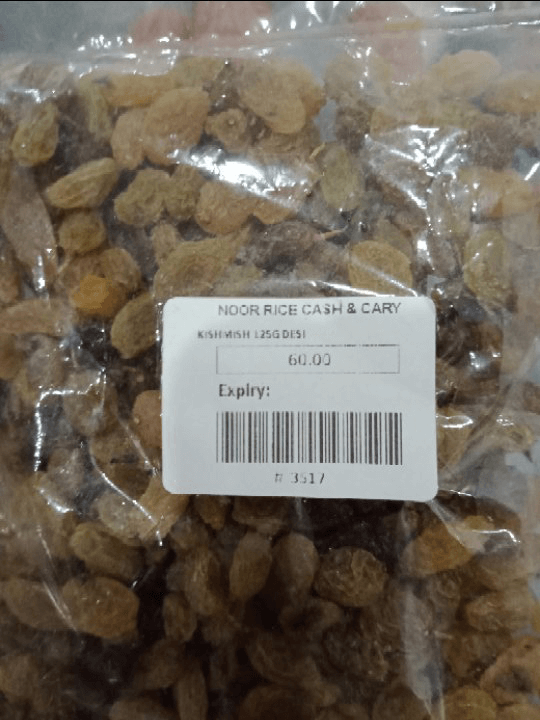 NOOR RICE CASH & CARY
KISHMISH 125G DESI
60.00
Expiry:
N 3517